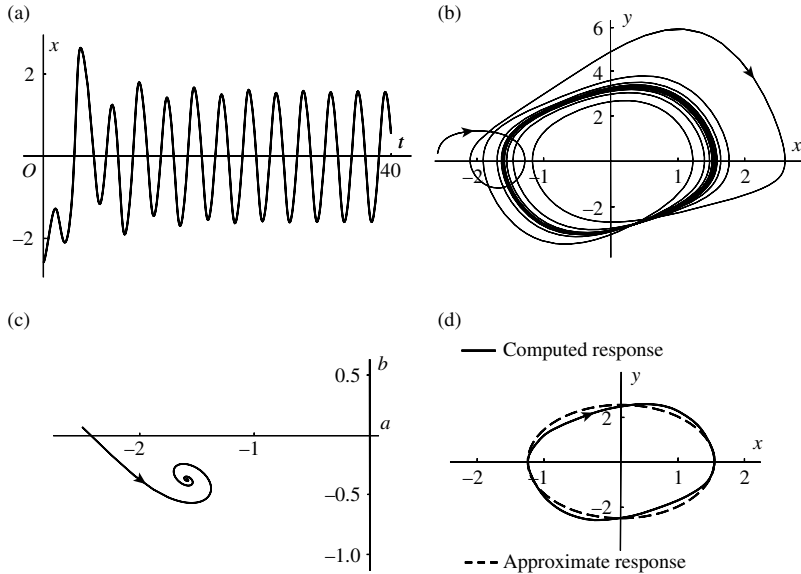 (a)
x
2
O
t
40
−2
(b)
y
6
4
2
x
−2
−1
1
2
−2
(c)
b
0.5
a
−2
−1
−0.5
−1.0
(d)
Computed response
y
2
x
−2
−1
1
2
−2
Approximate response